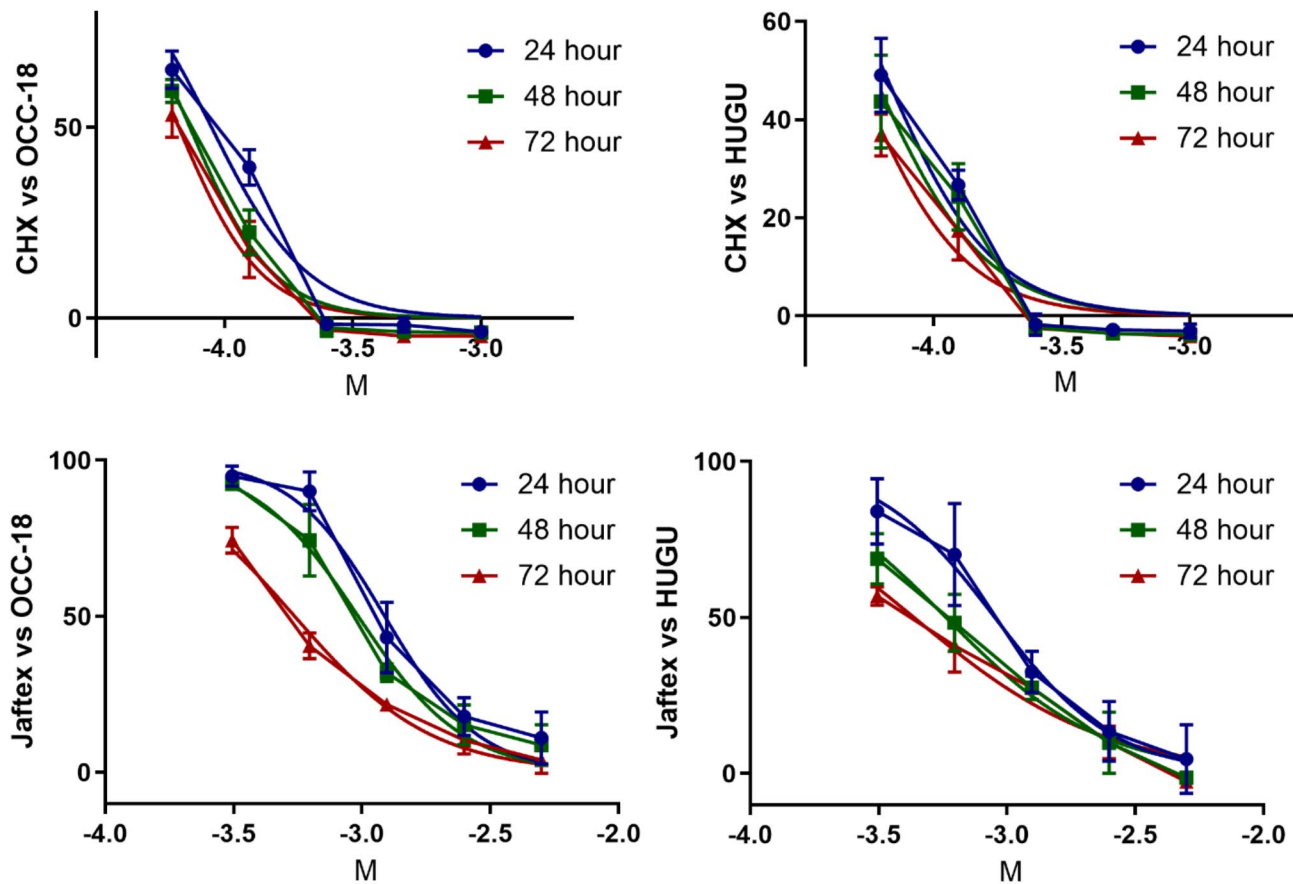 CHX vs OCC-18
50
0
-4.0
-3.5
-3.0
M
24 hour
48 hour
72 hour
CHX vs HUGU
60
40
20
0
-4.0
-3.5
-3.0
M
24 hour
48 hour
72 hour
Jaftex vs OCC-18
100
50
0
-4.0
-3.5
-3.0
-2.5
-2.0
M
24 hour
48 hour
72 hour
Jaftex vs HUGU
100
50
0
-4.0
-3.5
-3.0
-2.5
-2.0
M
24 hour
48 hour
72 hour